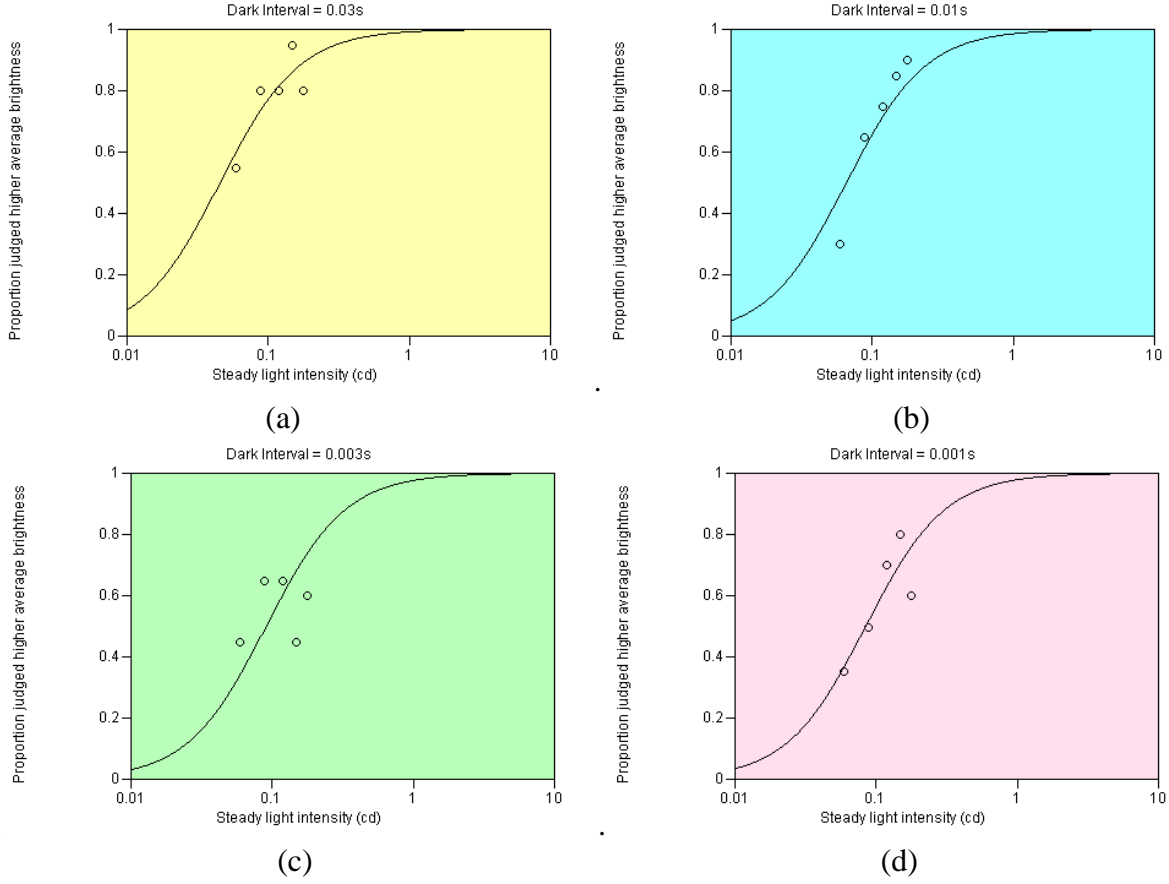 Dark Interval = 0.03s
Proportion judged higher average brightness
1
0.8
0.6
0.4
0.2
0
0.01
0.1
1
10
Steady light intensity (cd)
(a)
Dark Interval = 0.01s
Proportion judged higher average brightness
1
0.8
0.6
0.4
0.2
0
0.01
0.1
1
10
Steady light intensity (cd)
.
(b)
Dark Interval = 0.003s
Proportion judged higher average brightness
1
0.8
0.6
0.4
0.2
0
0.01
0.1
1
10
Steady light intensity (cd)
(c)
Dark Interval = 0.001s
Proportion judged higher average brightness
1
0.8
0.6
0.4
0.2
0
0.01
0.1
1
10
Steady light intensity (cd)
.
(d)